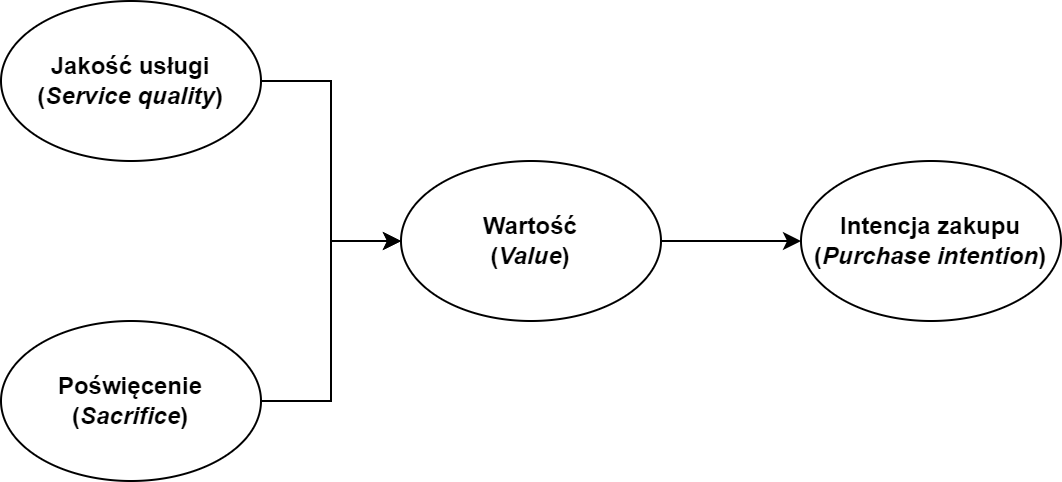 Jakość usługi
(Service quality)
Wartość
(Value)
Intencja zakupu
(Purchase intention)
Poświęcenie
(Sacrifice)